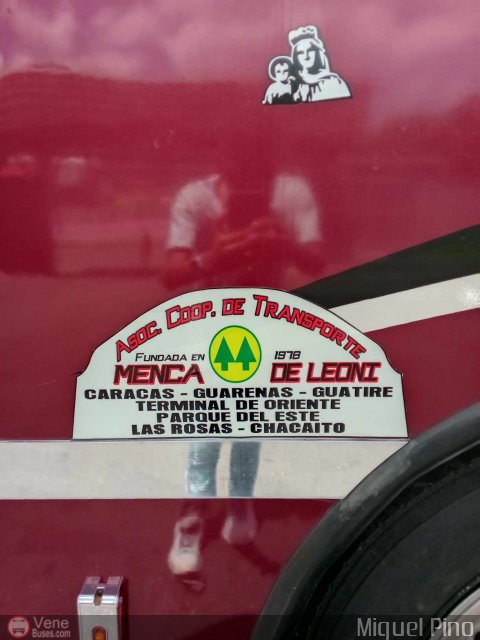 Asoc. Coop. de Transporte
Fundada en 1978
MENCA DE LEONI
CARACAS - GUARENAS - GUATIRE
TERMINAL DE ORIENTE
PARQUE DEL ESTE
LAS ROSAS - CHACAITO
Vene
Buses.com
Miguel Pino